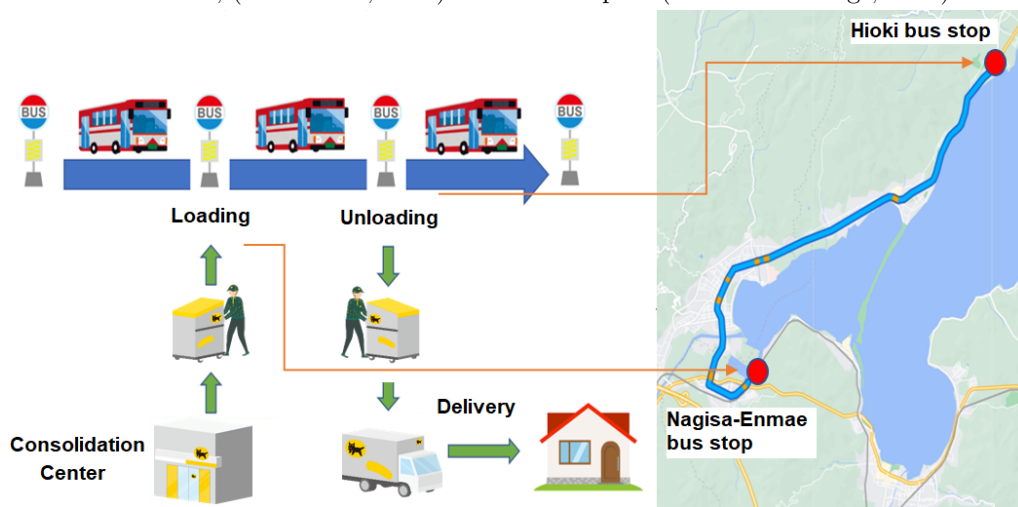 Hioki bus stop
BUS
BUS
BUS
BUS
Loading
Unloading
Delivery
Consolidation
Center
Nagisa-Enmae
bus stop